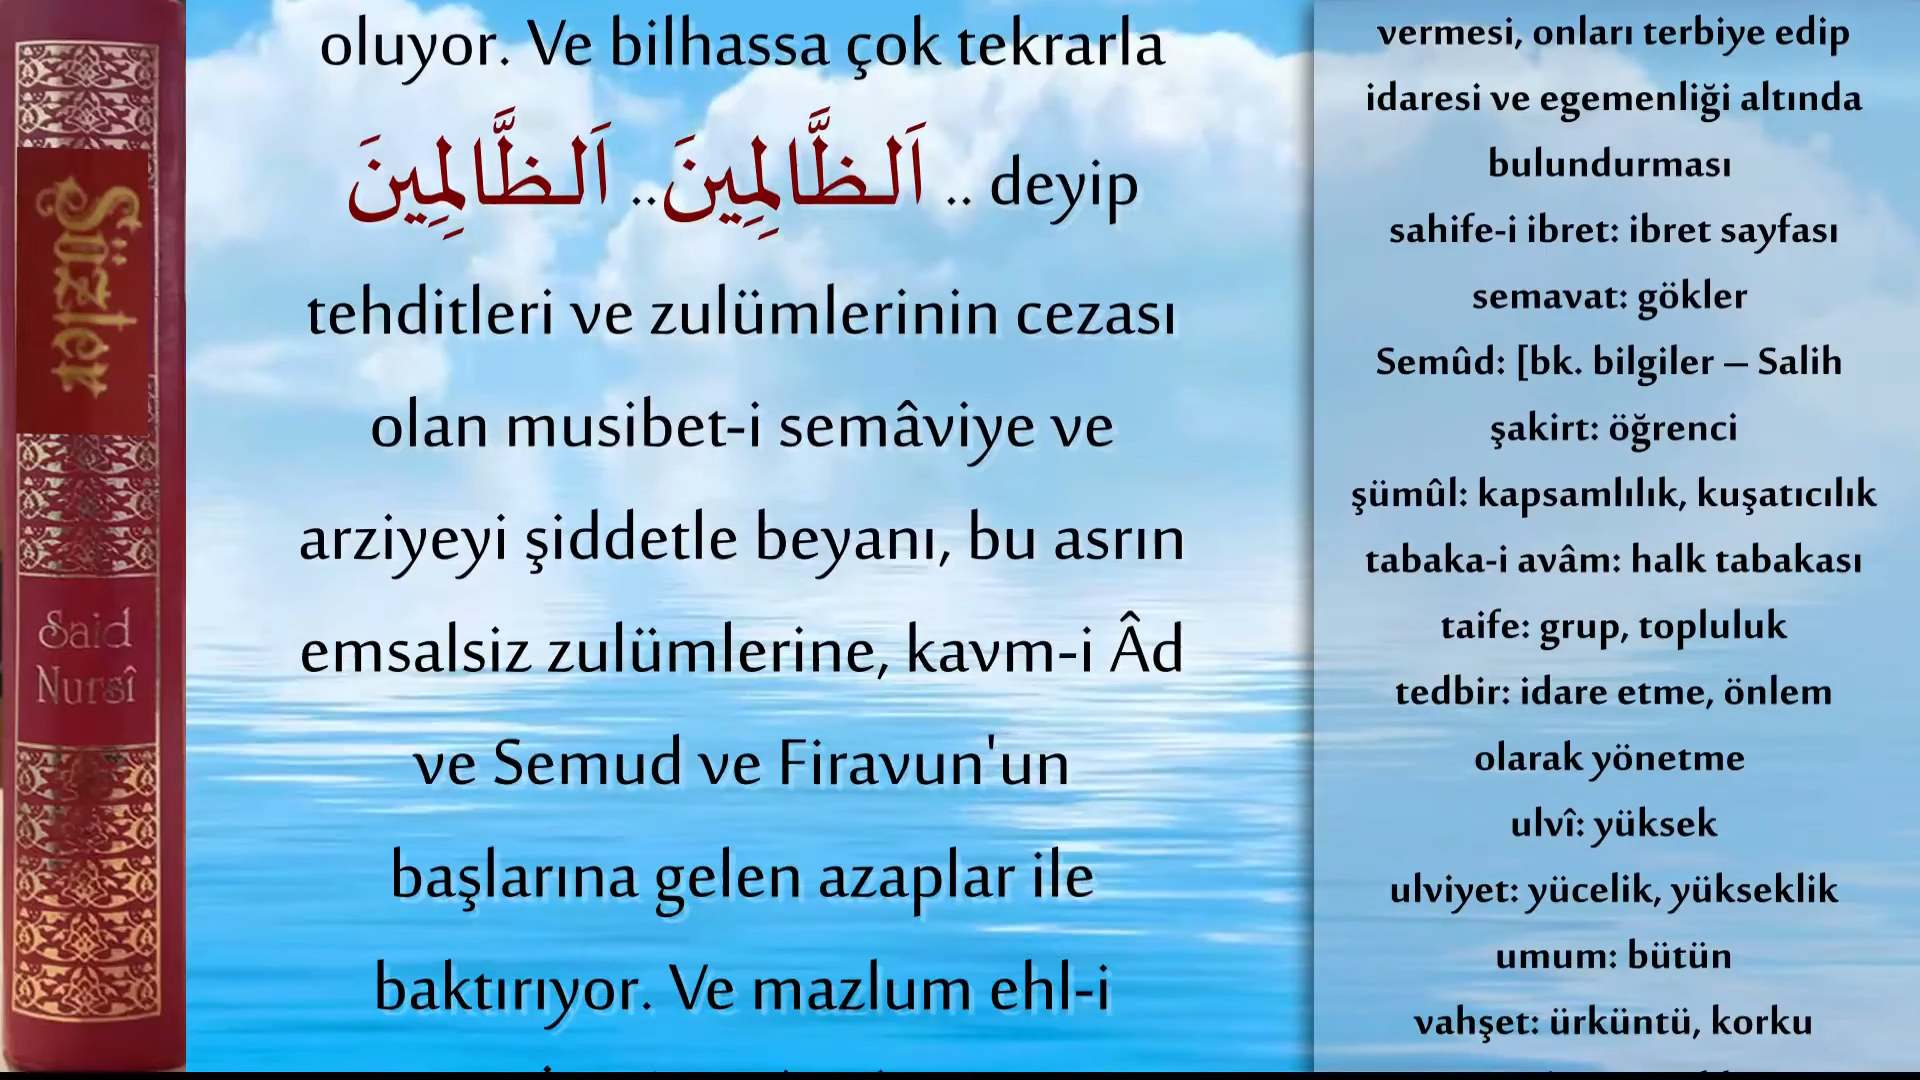 Sözler
Said
Nursî
oluyor. Ve bilhassa çok tekrarla
اَلظَّالِمِينَ .. اَلظَّالِمِينَ .. deyip
tehditleri ve zulümlerinin cezası
olan musibet-i semâviye ve
arziyeyi şiddetle beyanı, bu asrın
emsalsiz zulümlerine, kavm-i Âd
ve Semud ve Firavun'un
başlarına gelen azaplar ile
baktırıyor. Ve mazlum ehl-i
vermesi, onları terbiye edip
idaresi ve egemenliği altında
bulundurması
sahife-i ibret: ibret sayfası
semavat: gökler
Semûd: [bk. bilgiler – Salih
şakirt: öğrenci
şümûl: kapsamlılık, kuşatıcılık
tabaka-i avâm: halk tabakası
taife: grup, topluluk
tedbir: idare etme, önlem
olarak yönetme
ulvî: yüksek
ulviyet: yücelik, yükseklik
umum: bütün
vahşet: ürküntü, korku